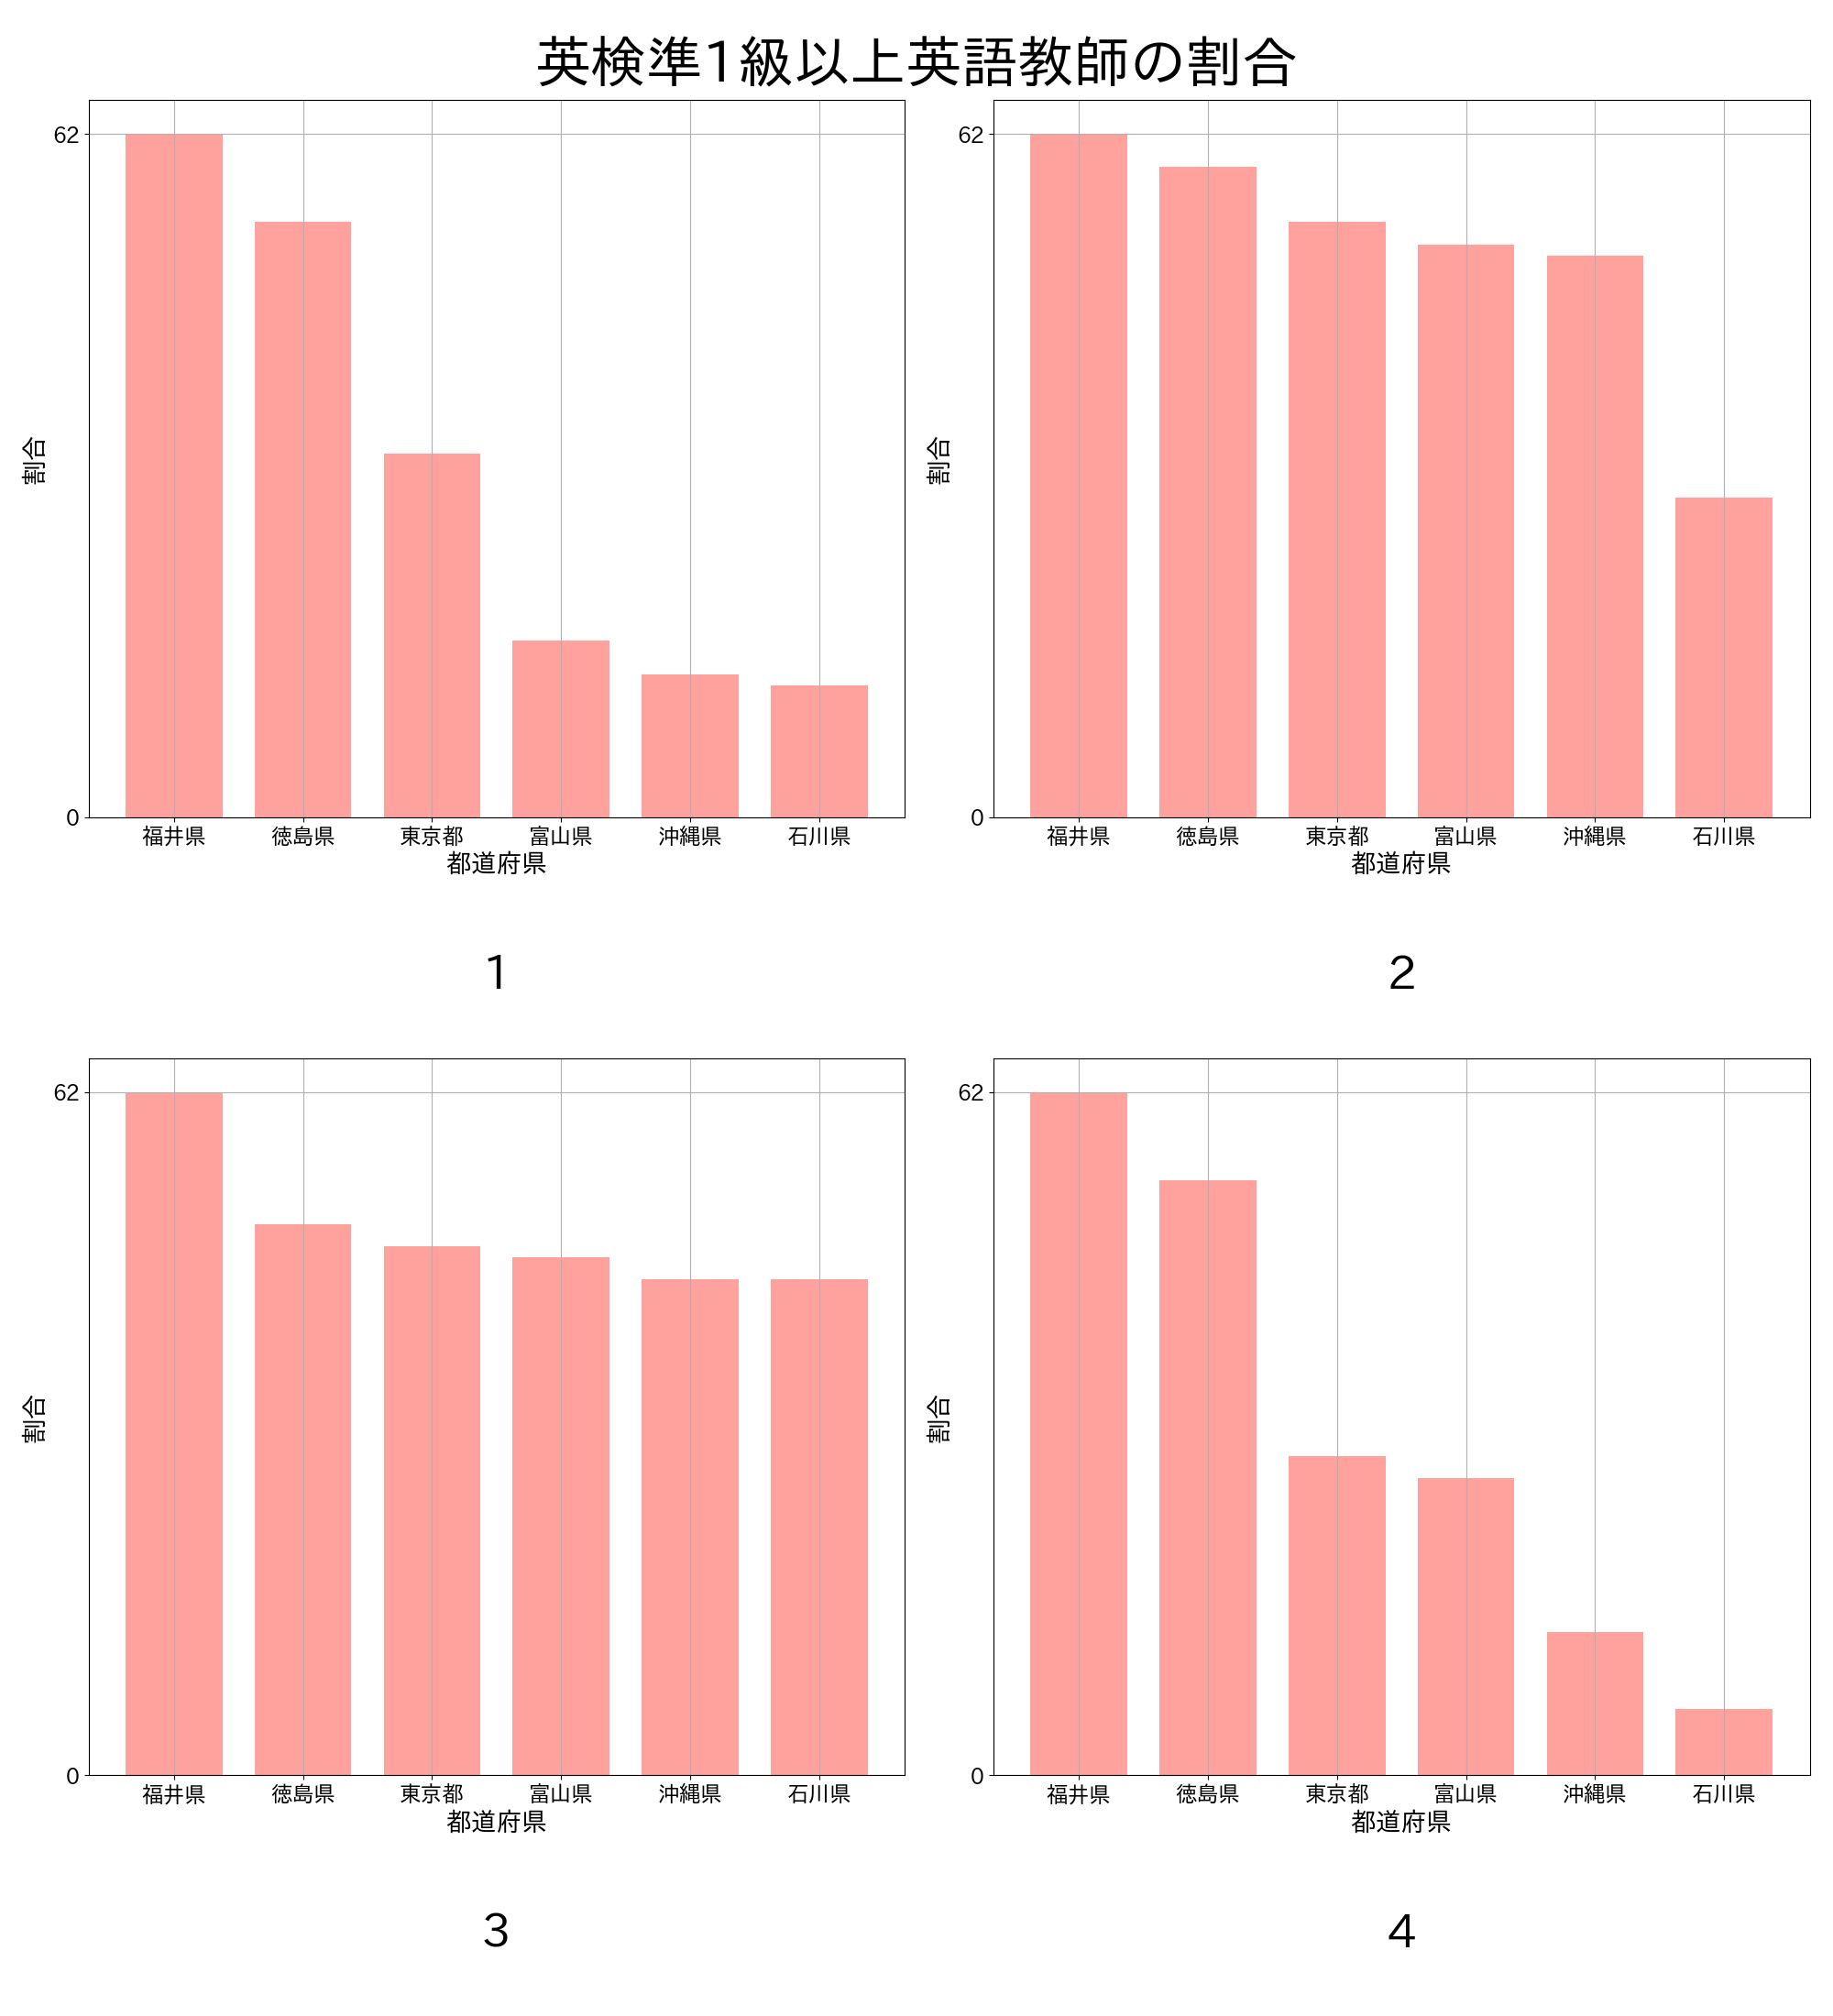 英検準1級以上英語教師の割合
62
0
割合
福井県 徳島県 東京都 富山県 沖縄県 石川県
都道府県
1
62
0
割合
福井県 徳島県 東京都 富山県 沖縄県 石川県
都道府県
2
62
0
割合
福井県 徳島県 東京都 富山県 沖縄県 石川県
都道府県
3
62
0
割合
福井県 徳島県 東京都 富山県 沖縄県 石川県
都道府県
4